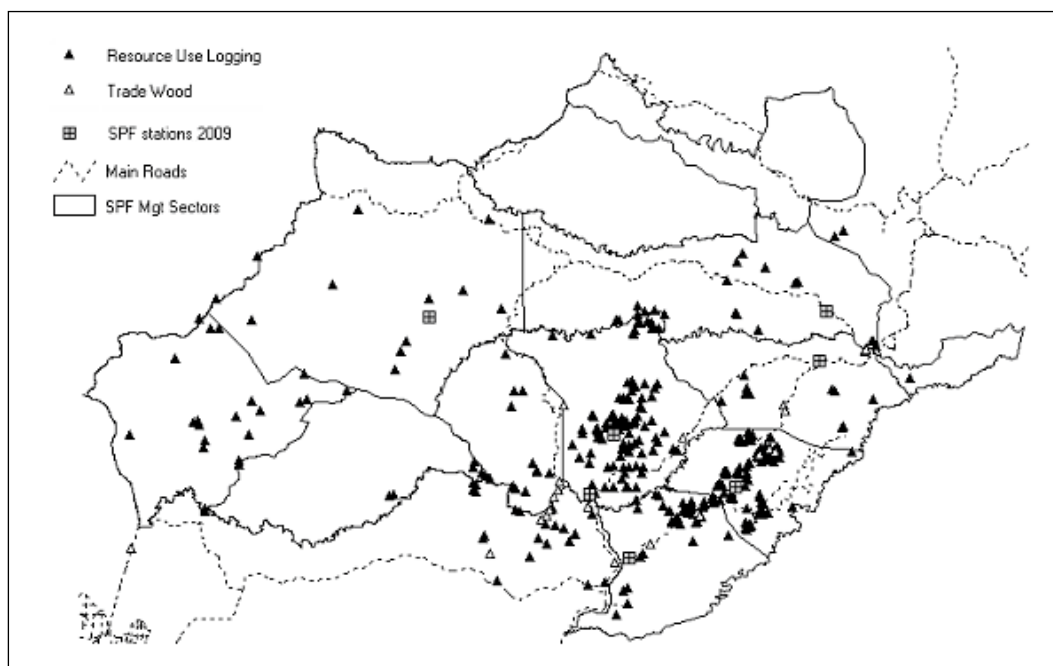 Resource Use Logging
Trade Wood
SPF stations 2009
Main Roads
SPF Mgt Sectors